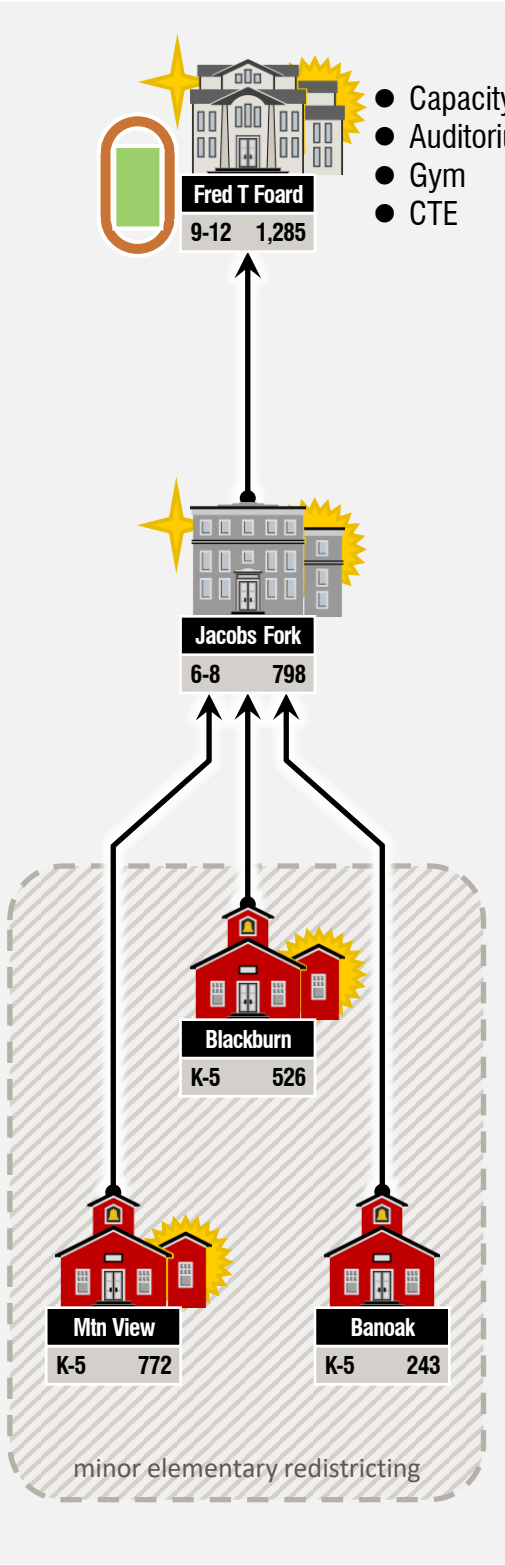 Fred T Foard
9-12 1,285
● Capacity
● Auditoriu
● Gym
● CTE
Jacobs Fork
6-8 798
Blackburn
K-5 526
Mtn View
K-5 772
Banoak
K-5 243
minor elementary redistricting